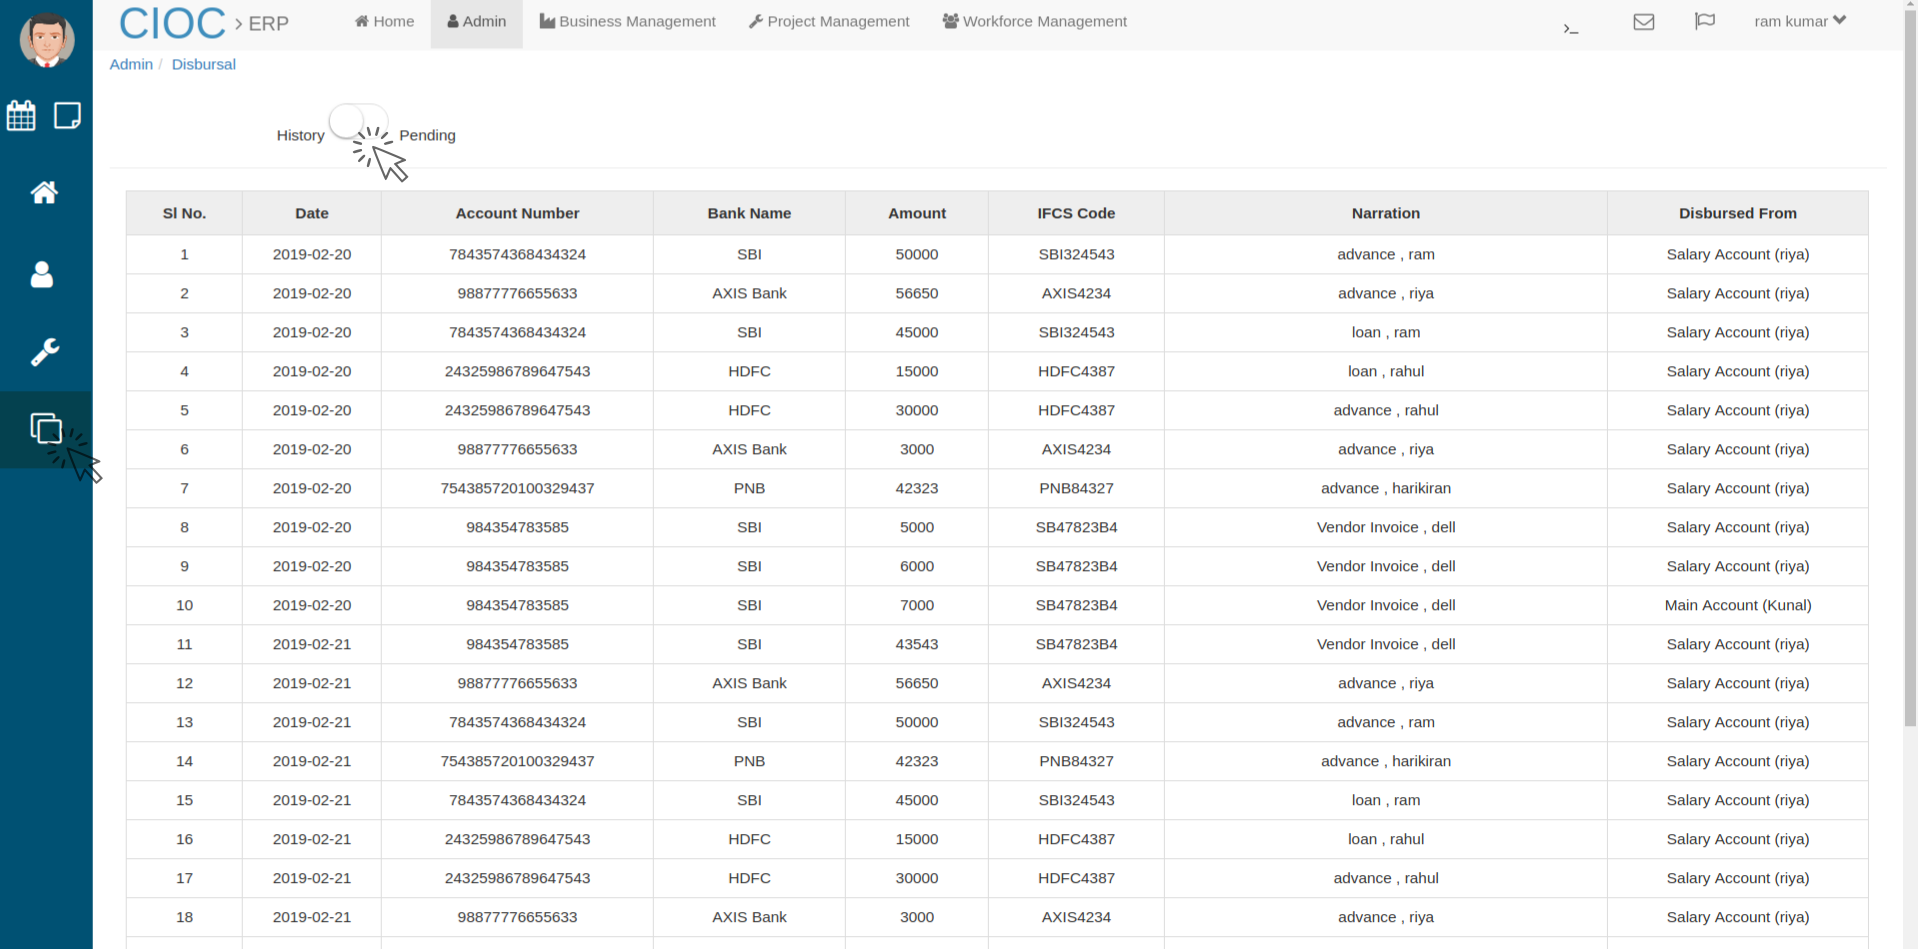 CIOC > ERP Home Admin Business Management Project Management Workforce Management >_ ram kumar
Admin / Disbursal
History Pending
Sl No. Date Account Number Bank Name Amount IFCS Code Narration Disbursed From
1 2019-02-20 7843574368434324 SBI 50000 SBI324543 advance , ram Salary Account (riya)
2 2019-02-20 98877776655633 AXIS Bank 56650 AXIS4234 advance , riya Salary Account (riya)
3 2019-02-20 7843574368434324 SBI 45000 SBI324543 loan , ram Salary Account (riya)
4 2019-02-20 24325986789647543 HDFC 15000 HDFC4387 loan , rahul Salary Account (riya)
5 2019-02-20 24325986789647543 HDFC 30000 HDFC4387 advance , rahul Salary Account (riya)
6 2019-02-20 98877776655633 AXIS Bank 3000 AXIS4234 advance , riya Salary Account (riya)
7 2019-02-20 754385720100329437 PNB 42323 PNB84327 advance , harikiran Salary Account (riya)
8 2019-02-20 984354783585 SBI 5000 SB47823B4 Vendor Invoice , dell Salary Account (riya)
9 2019-02-20 984354783585 SBI 6000 SB47823B4 Vendor Invoice , dell Salary Account (riya)
10 2019-02-20 984354783585 SBI 7000 SB47823B4 Vendor Invoice , dell Main Account (Kunal)
11 2019-02-21 984354783585 SBI 43543 SB47823B4 Vendor Invoice , dell Salary Account (riya)
12 2019-02-21 98877776655633 AXIS Bank 56650 AXIS4234 advance , riya Salary Account (riya)
13 2019-02-21 7843574368434324 SBI 50000 SBI324543 advance , ram Salary Account (riya)
14 2019-02-21 754385720100329437 PNB 42323 PNB84327 advance , harikiran Salary Account (riya)
15 2019-02-21 7843574368434324 SBI 45000 SBI324543 loan , ram Salary Account (riya)
16 2019-02-21 24325986789647543 HDFC 15000 HDFC4387 loan , rahul Salary Account (riya)
17 2019-02-21 24325986789647543 HDFC 30000 HDFC4387 advance , rahul Salary Account (riya)
18 2019-02-21 98877776655633 AXIS Bank 3000 AXIS4234 advance , riya Salary Account (riya)